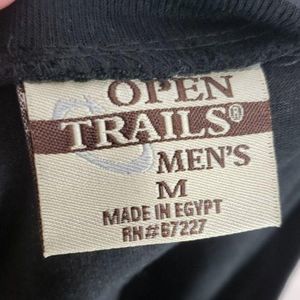 OPEN
TRAILS®
MEN'S
M
MADE IN EGYPT
RN#67227